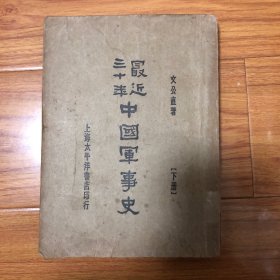 文公直著
最近
三十年中國軍事史
【下冊】
上海太平洋書店印行